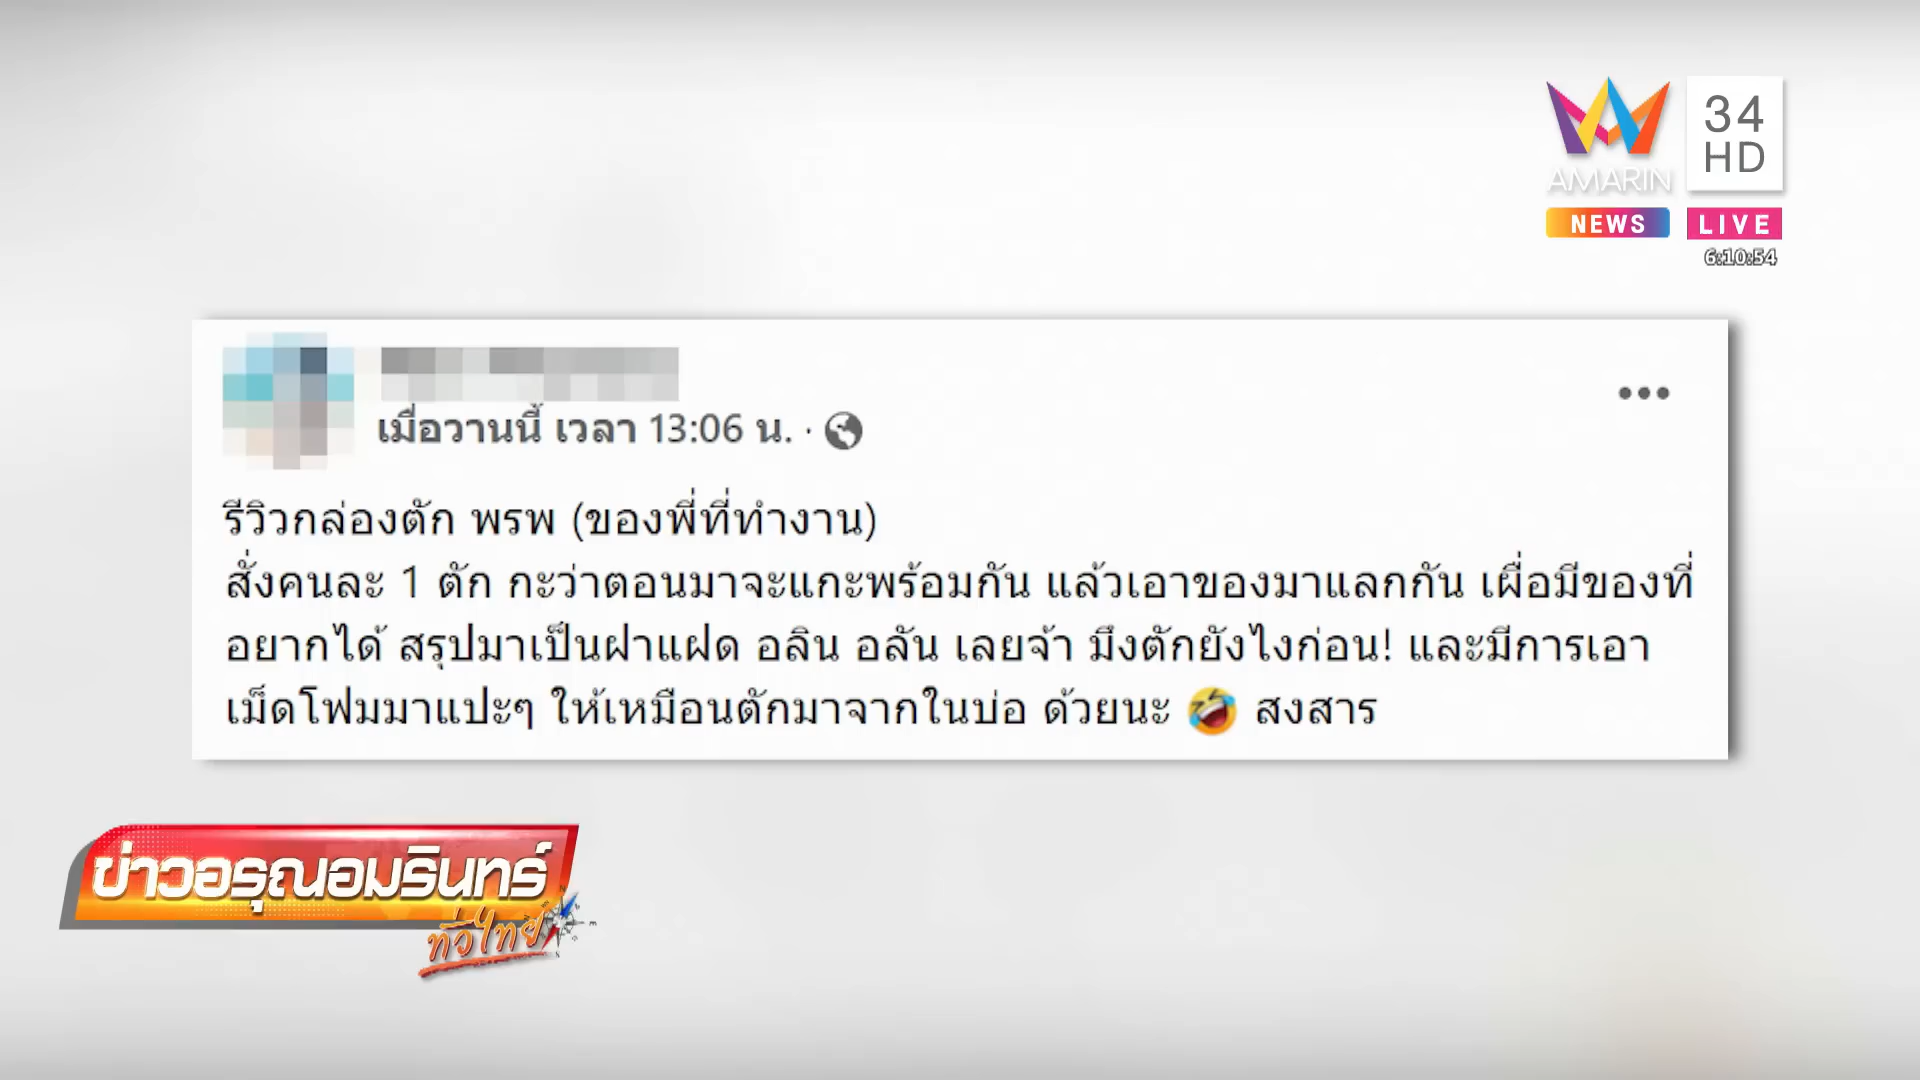 34
HD
AMARIN
NEWS
LIVE
6:10:54
เมื่อวานนี้ เวลา 13:06 น. ·
รีวิวกล่องตัก พรพ (ของพี่ที่ทำงาน)
สั่งคนละ 1 ตัก กะว่าตอนมาจะแกะพร้อมกัน แล้วเอาของมาแลกกัน เผื่อมีของที่
อยากได้ สรุปมาเป็นฝาแฝด อลิน อลัน เลยจ้า มึงตักยังไงก่อน! และมีการเอา
เม็ดโฟมมาแปะๆ ให้เหมือนตักมาจากในบ่อ ด้วยนะ 🤣 สงสาร
ข่าวอรุณอมรินทร์
ทั่วไทย